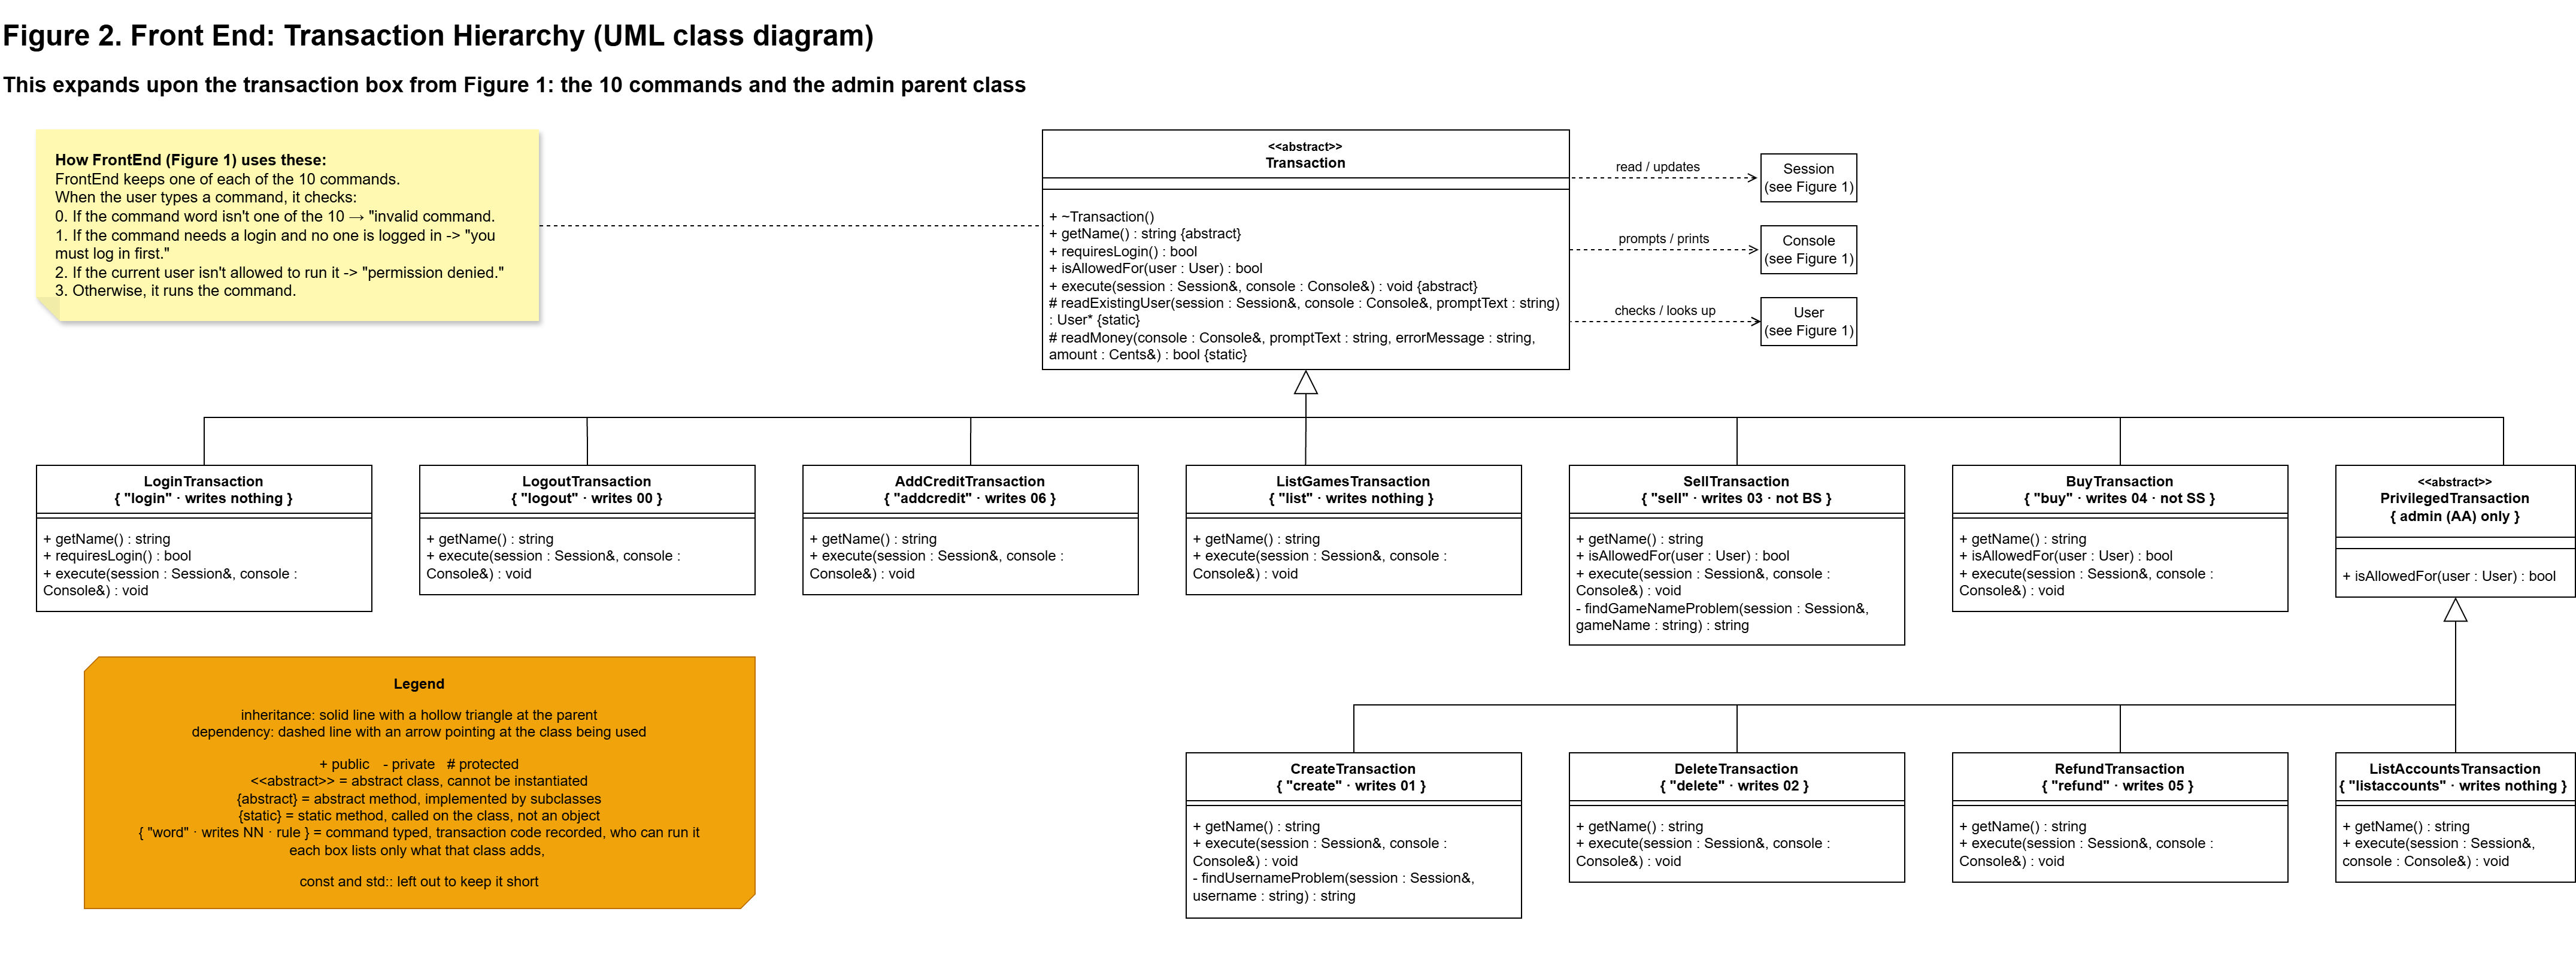 Figure 2. Front End: Transaction Hierarchy (UML class diagram)
This expands upon the transaction box from Figure 1: the 10 commands and the admin parent class
How FrontEnd (Figure 1) uses these:
FrontEnd keeps one of each of the 10 commands.
When the user types a command, it checks:
0. If the command word isn't one of the 10 → "invalid command.
1. If the command needs a login and no one is logged in -> "you
must log in first."
2. If the current user isn't allowed to run it -> "permission denied."
3. Otherwise, it runs the command.
<<abstract>>
Transaction
+ ~Transaction()
+ getName() : string {abstract}
+ requiresLogin() : bool
+ isAllowedFor(user : User) : bool
+ execute(session : Session&, console : Console&) : void {abstract}
# readExistingUser(session : Session&, console : Console&, promptText : string)
: User* {static}
# readMoney(console : Console&, promptText : string, errorMessage : string,
amount : Cents&) : bool {static}
read / updates
Session
(see Figure 1)
prompts / prints
Console
(see Figure 1)
checks / looks up
User
(see Figure 1)
LoginTransaction
{ "login" · writes nothing }
+ getName() : string
+ requiresLogin() : bool
+ execute(session : Session&, console :
Console&) : void
LogoutTransaction
{ "logout" · writes 00 }
+ getName() : string
+ execute(session : Session&, console :
Console&) : void
AddCreditTransaction
{ "addcredit" · writes 06 }
+ getName() : string
+ execute(session : Session&, console :
Console&) : void
ListGamesTransaction
{ "list" · writes nothing }
+ getName() : string
+ execute(session : Session&, console :
Console&) : void
SellTransaction
{ "sell" · writes 03 · not BS }
+ getName() : string
+ isAllowedFor(user : User) : bool
+ execute(session : Session&, console :
Console&) : void
- findGameNameProblem(session : Session&,
gameName : string) : string
BuyTransaction
{ "buy" · writes 04 · not SS }
+ getName() : string
+ isAllowedFor(user : User) : bool
+ execute(session : Session&, console :
Console&) : void
<<abstract>>
PrivilegedTransaction
{ admin (AA) only }
+ isAllowedFor(user : User) : bool
Legend
inheritance: solid line with a hollow triangle at the parent
dependency: dashed line with an arrow pointing at the class being used
+ public - private # protected
<<abstract>> = abstract class, cannot be instantiated
{abstract} = abstract method, implemented by subclasses
{static} = static method, called on the class, not an object
{ "word" · writes NN · rule } = command typed, transaction code recorded, who can run it
each box lists only what that class adds,
const and std:: left out to keep it short
CreateTransaction
{ "create" · writes 01 }
+ getName() : string
+ execute(session : Session&, console :
Console&) : void
- findUsernameProblem(session : Session&,
username : string) : string
DeleteTransaction
{ "delete" · writes 02 }
+ getName() : string
+ execute(session : Session&, console :
Console&) : void
RefundTransaction
{ "refund" · writes 05 }
+ getName() : string
+ execute(session : Session&, console :
Console&) : void
ListAccountsTransaction
{ "listaccounts" · writes nothing }
+ getName() : string
+ execute(session : Session&,
console : Console&) : void